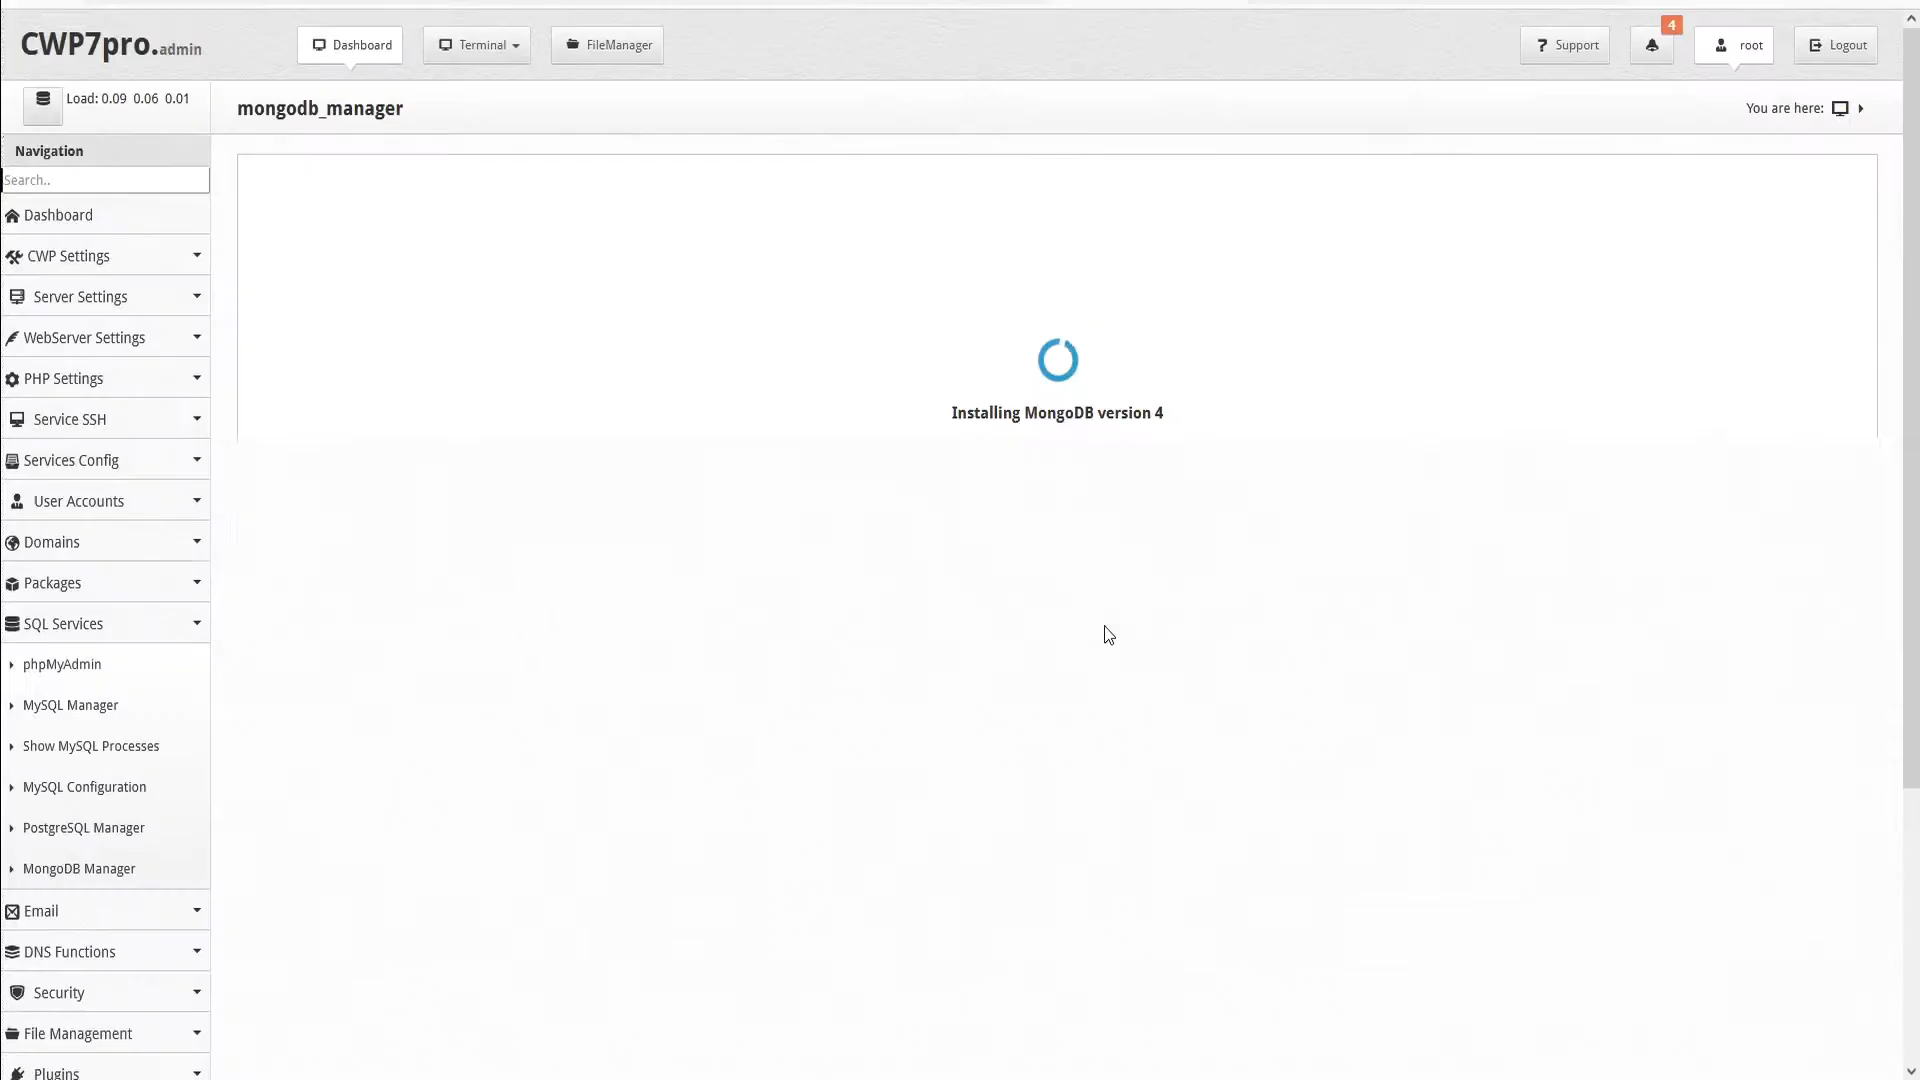 CWP7pro.admin
Dashboard
Terminal
FileManager
? Support
4
root
Logout
Load: 0.09 0.06 0.01
mongodb_manager
You are here:
Navigation
Search..
Dashboard
CWP Settings
Server Settings
WebServer Settings
PHP Settings
Service SSH
Services Config
User Accounts
Domains
Packages
SQL Services
phpMyAdmin
MySQL Manager
Show MySQL Processes
MySQL Configuration
PostgreSQL Manager
MongoDB Manager
Email
DNS Functions
Security
File Management
Plugins
Installing MongoDB version 4